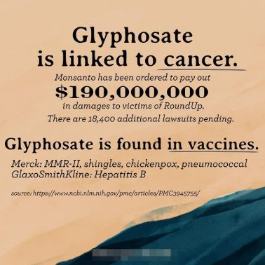 Glyphosate
is linked to cancer.
Monsanto has been ordered to pay out
$190,000,000
in damages to victims of RoundUp.
There are 18,400 additional lawsuits pending.
Glyphosate is found in vaccines.
Merck: MMR-II, shingles, chickenpox, pneumococcal
GlaxoSmithKline: Hepatitis B
source: https://www.ncbi.nlm.nih.gov/pmc/articles/PMC3945755/